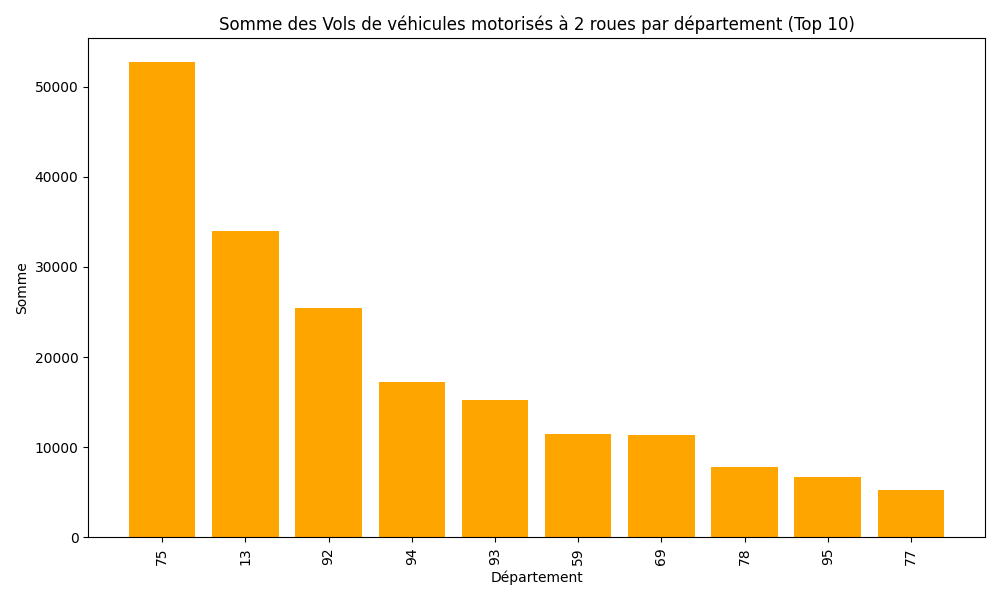 Somme des Vols de véhicules motorisés à 2 roues par département (Top 10)
Somme
50000
40000
30000
20000
10000
0
75 13 92 94 93 59 69 78 95 77
Département